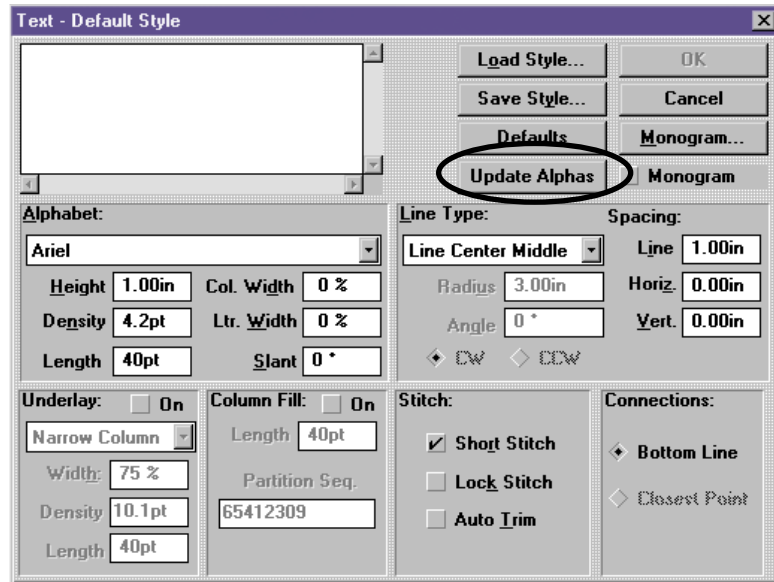 Text - Default Style
Load Style...
OK
Save Style...
Cancel
Defaults
Monogram...
Update Alphas
Monogram
Alphabet:
Ariel
Height 1.00in Col. Width 0 %
Density 4.2pt Ltr. Width 0 %
Length 40pt Slant 0 °
Line Type:
Line Center Middle
Radius 3.00in
Angle 0 °
CW CCW
Spacing:
Line 1.00in
Horiz. 0.00in
Vert. 0.00in
Underlay: On
Narrow Column
Width: 75 %
Density 10.1pt
Length 40pt
Column Fill: On
Length 40pt
Partition Seq.
65412309
Stitch:
Short Stitch
Lock Stitch
Auto Trim
Connections:
Bottom Line
Closest Point